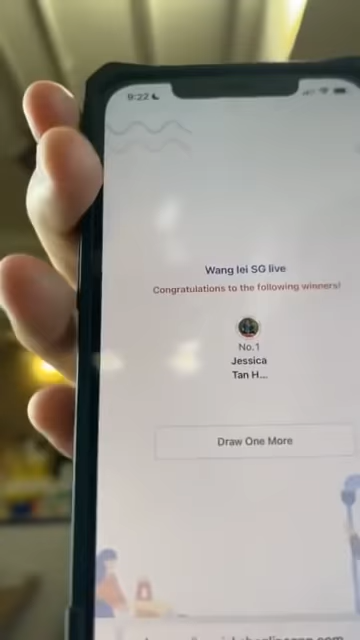 9:22
Wang lei SG live
Congratulations to the following winners!
No.1
Jessica
Tan H...
Draw One More